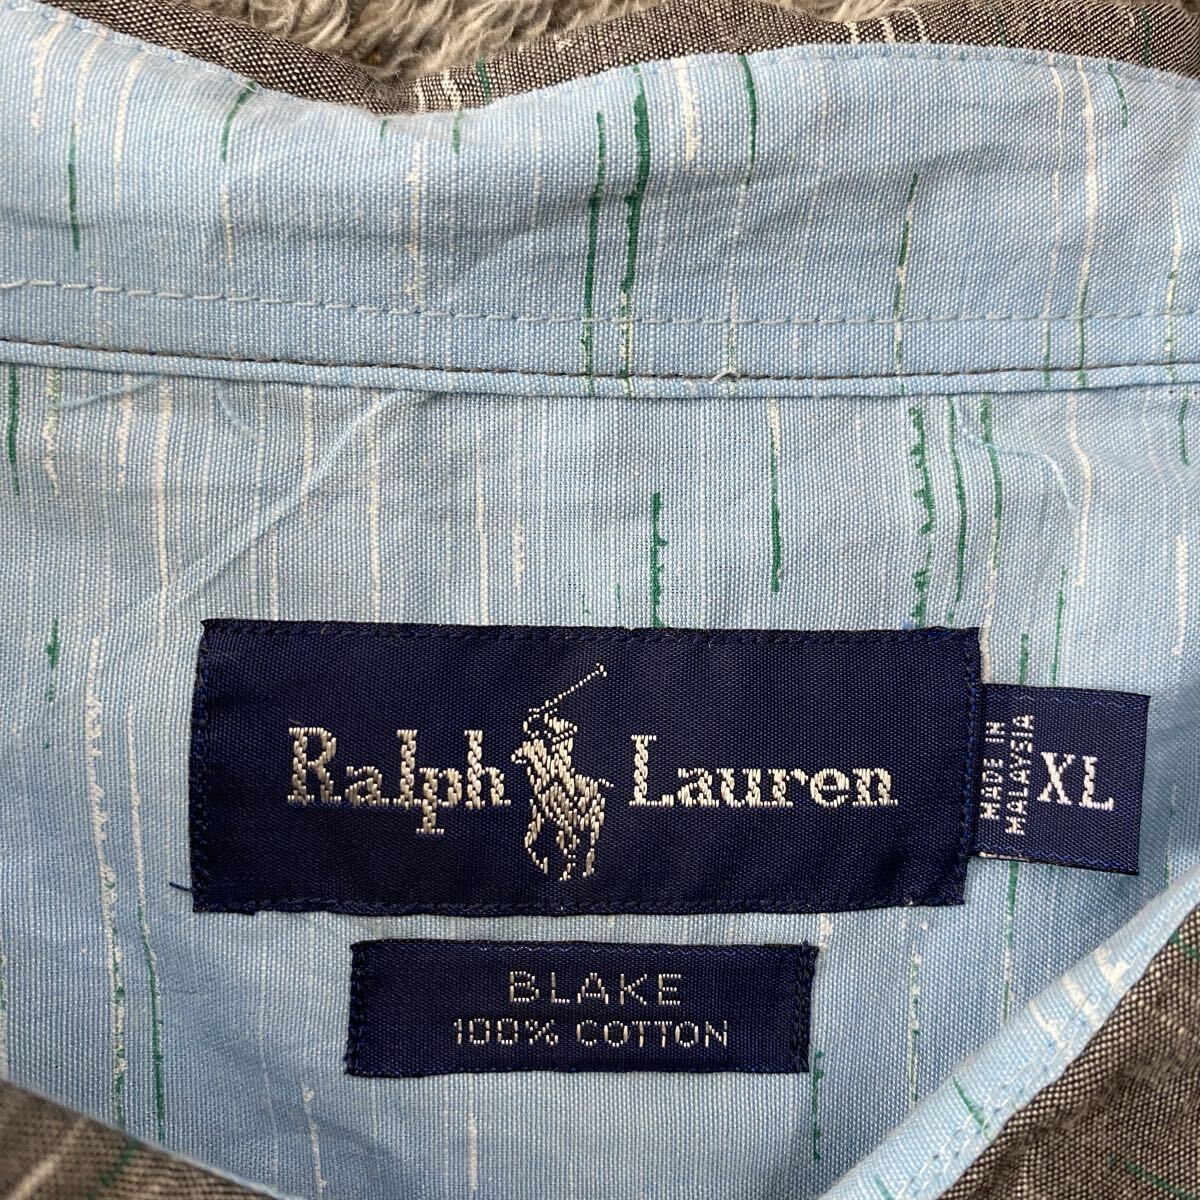 Ralph Lauren
MADE IN
MALAYSIA
XL
BLAKE
100% COTTON